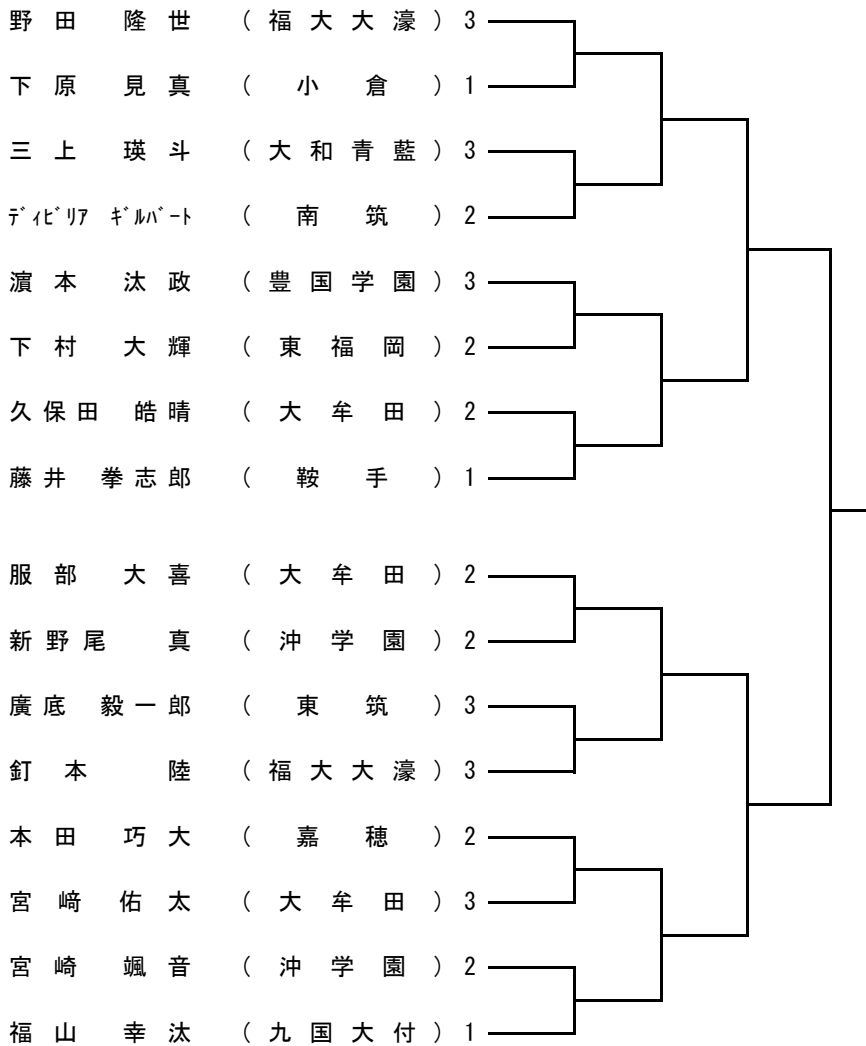 野田 隆世 (福大大濠) 3
下原 見真 (小倉) 1
三上 瑛斗 (大和青藍) 3
ﾃﾞｨﾋﾞﾘｱ ｷﾞﾙﾊﾞｰﾄ (南筑) 2
濵本 汰政 (豊国学園) 3
下村 大輝 (東福岡) 2
久保田 皓晴 (大牟田) 2
藤井 拳志郎 (鞍手) 1
服部 大喜 (大牟田) 2
新野尾 真 (沖学園) 2
廣底 毅一郎 (東筑) 3
釘本 陸 (福大大濠) 3
本田 巧大 (嘉穂) 2
宮﨑 佑太 (大牟田) 3
宮崎 颯音 (沖学園) 2
福山 幸汰 (九国大付) 1